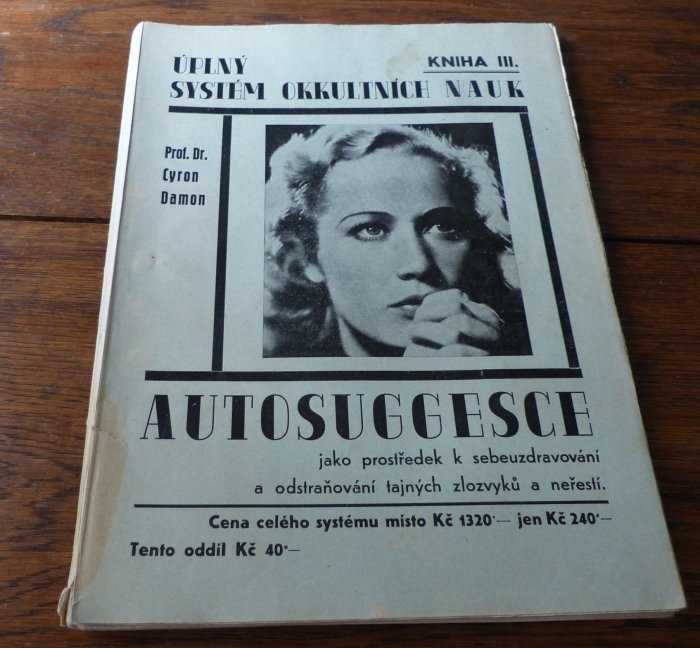 ÚPLNÝ
KNIHA III.
SYSTÉM OKKULTNÍCH NAUK
Prof. Dr.
Cyron
Damon
AUTOSUGGESCE
jako prostředek k sebeuzdravování
a odstraňování tajných zlozvyků a neřestí.
Cena celého systému místo Kč 1320·— jen Kč 240·—
Tento oddíl Kč 40·—